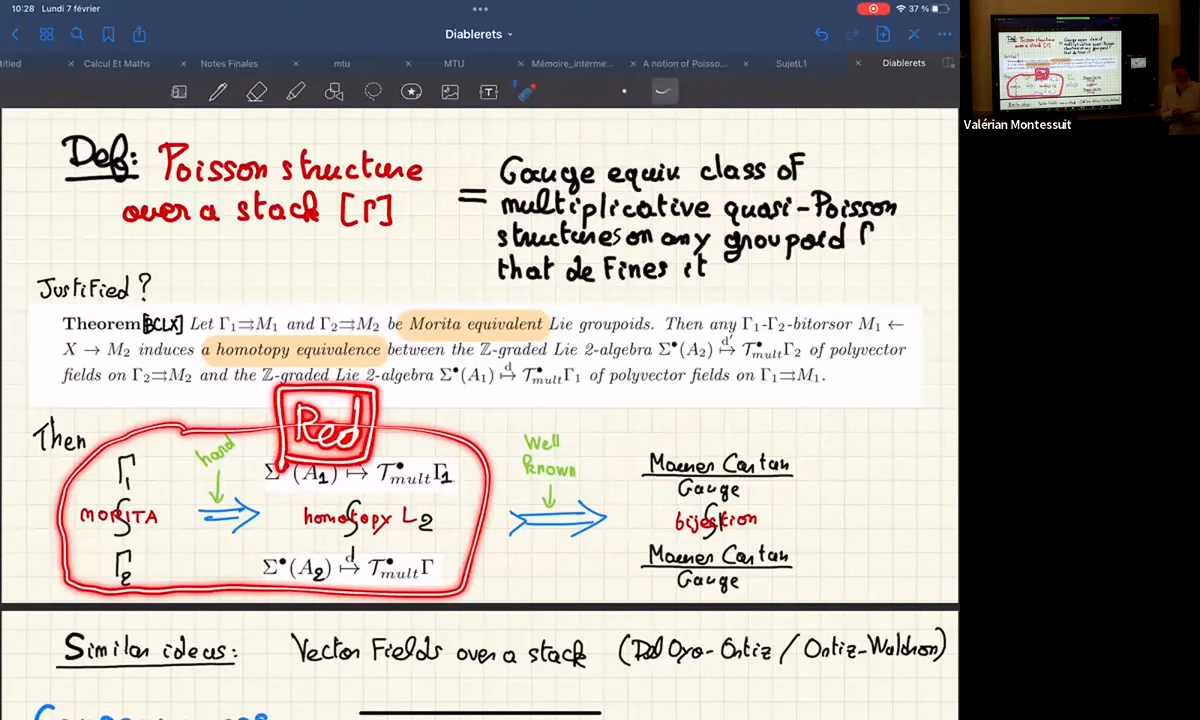 10:28 Lundi 7 février
37 %
Diablerets
itled
Calcul Et Maths
Notes Finales
mtu
MTU
Mémoire_Interme...
A notion of Poisso...
SujetL1
Diablerets
Def: Poisson structure over a stack [Γ]
= Gauge equiv class of
multiplicative quasi-Poisson
structures on any groupoid Γ
that defines it
Justified?
Theorem [BCLX] Let Γ₁⇉M₁ and Γ₂⇉M₂ be Morita equivalent Lie groupoids. Then any Γ₁-Γ₂-bitorsor M₁ ←
X → M₂ induces a homotopy equivalence between the ℤ-graded Lie 2-algebra Σ•(A₂) d′↦ T•multΓ₂ of polyvector
fields on Γ₂⇉M₂ and the ℤ-graded Lie 2-algebra Σ•(A₁) d↦ T•multΓ₁ of polyvector fields on Γ₁⇉M₁.
Then
Red
hard
Well known
Γ₁
Σ•(A₁) ↦ T•multΓ1
Maurer Cartan
Gauge
MORITA
homotopy L2
bijection
Γ₂
Σ•(A₂) d↦ T•multΓ
Maurer Cartan
Gauge
Similar ideas: Vector Fields over a stack (Del Oyo-Ortiz / Ortiz-Waldron)
Valérian Montessuit